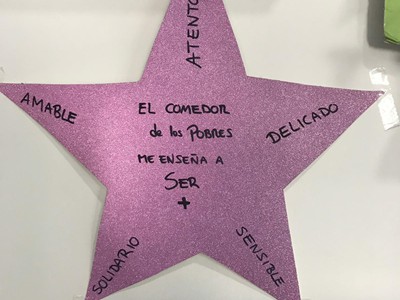 ATENTO
AMABLE
EL COMEDOR
de los POBRES
ME ENSEÑA A
SER
+
DELICADO
SOLIDARIO
SENSIBLE